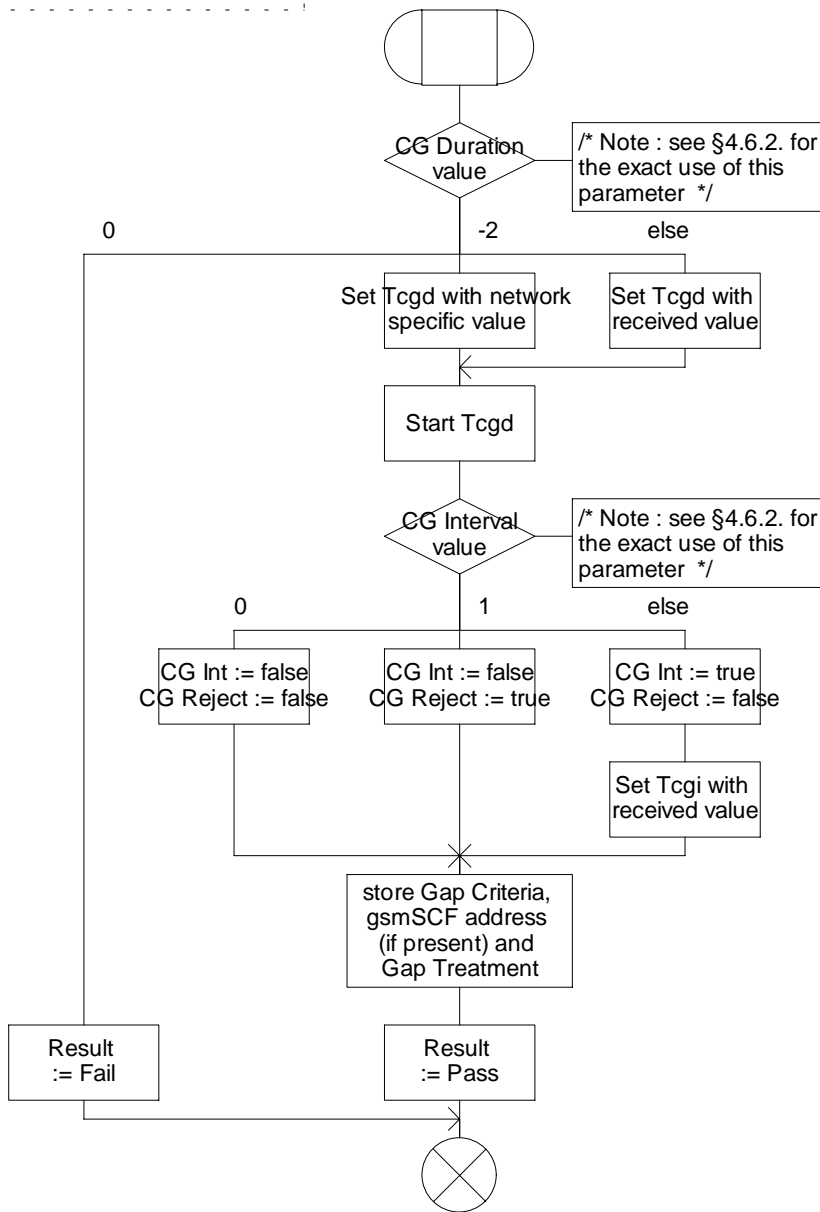 CG Duration
value
/* Note : see §4.6.2. for
the exact use of this
parameter */
0
-2
else
Set Tcgd with network
specific value
Set Tcgd with
received value
Start Tcgd
CG Interval
value
/* Note : see §4.6.2. for
the exact use of this
parameter */
0
1
else
CG Int := false
CG Reject := false
CG Int := false
CG Reject := true
CG Int := true
CG Reject := false
Set Tcgi with
received value
store Gap Criteria,
gsmSCF address
(if present) and
Gap Treatment
Result
:= Fail
Result
:= Pass